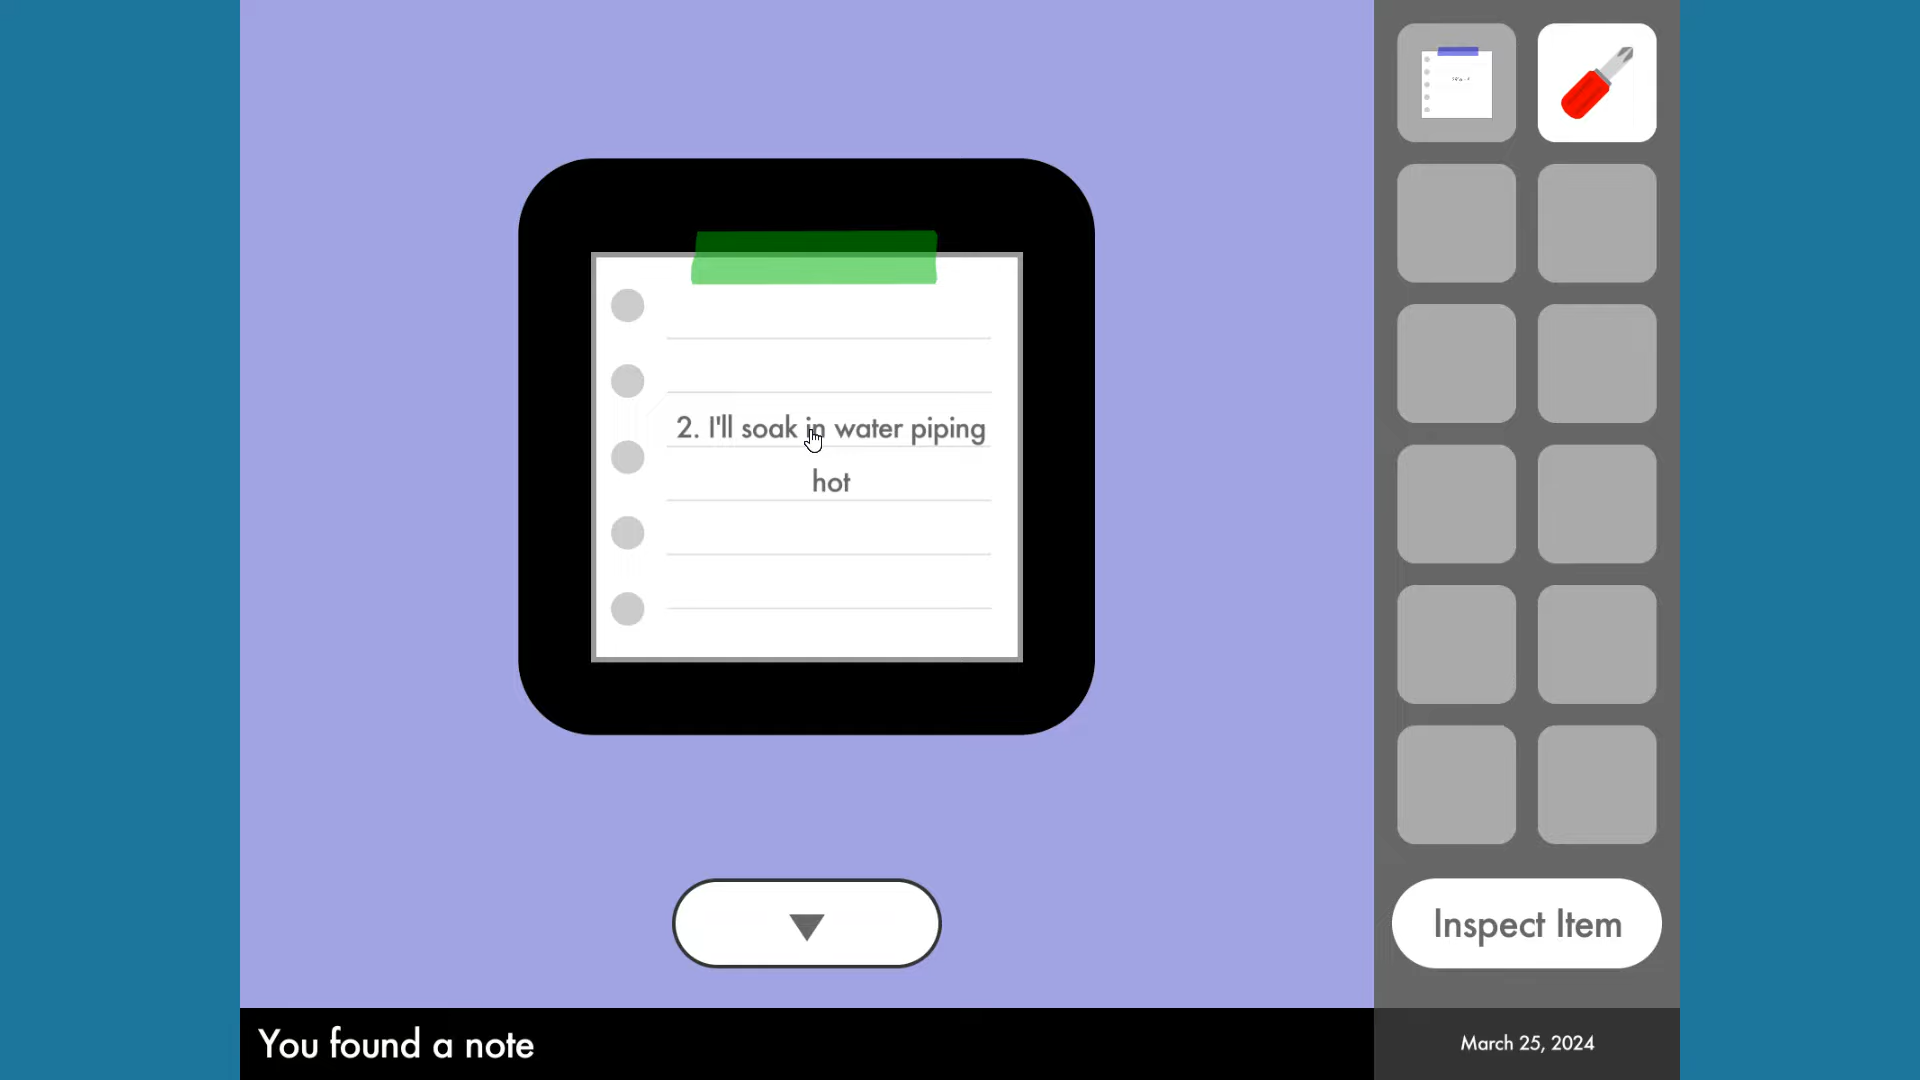 2. I'll soak in water piping
hot
Inspect Item
You found a note
March 25, 2024